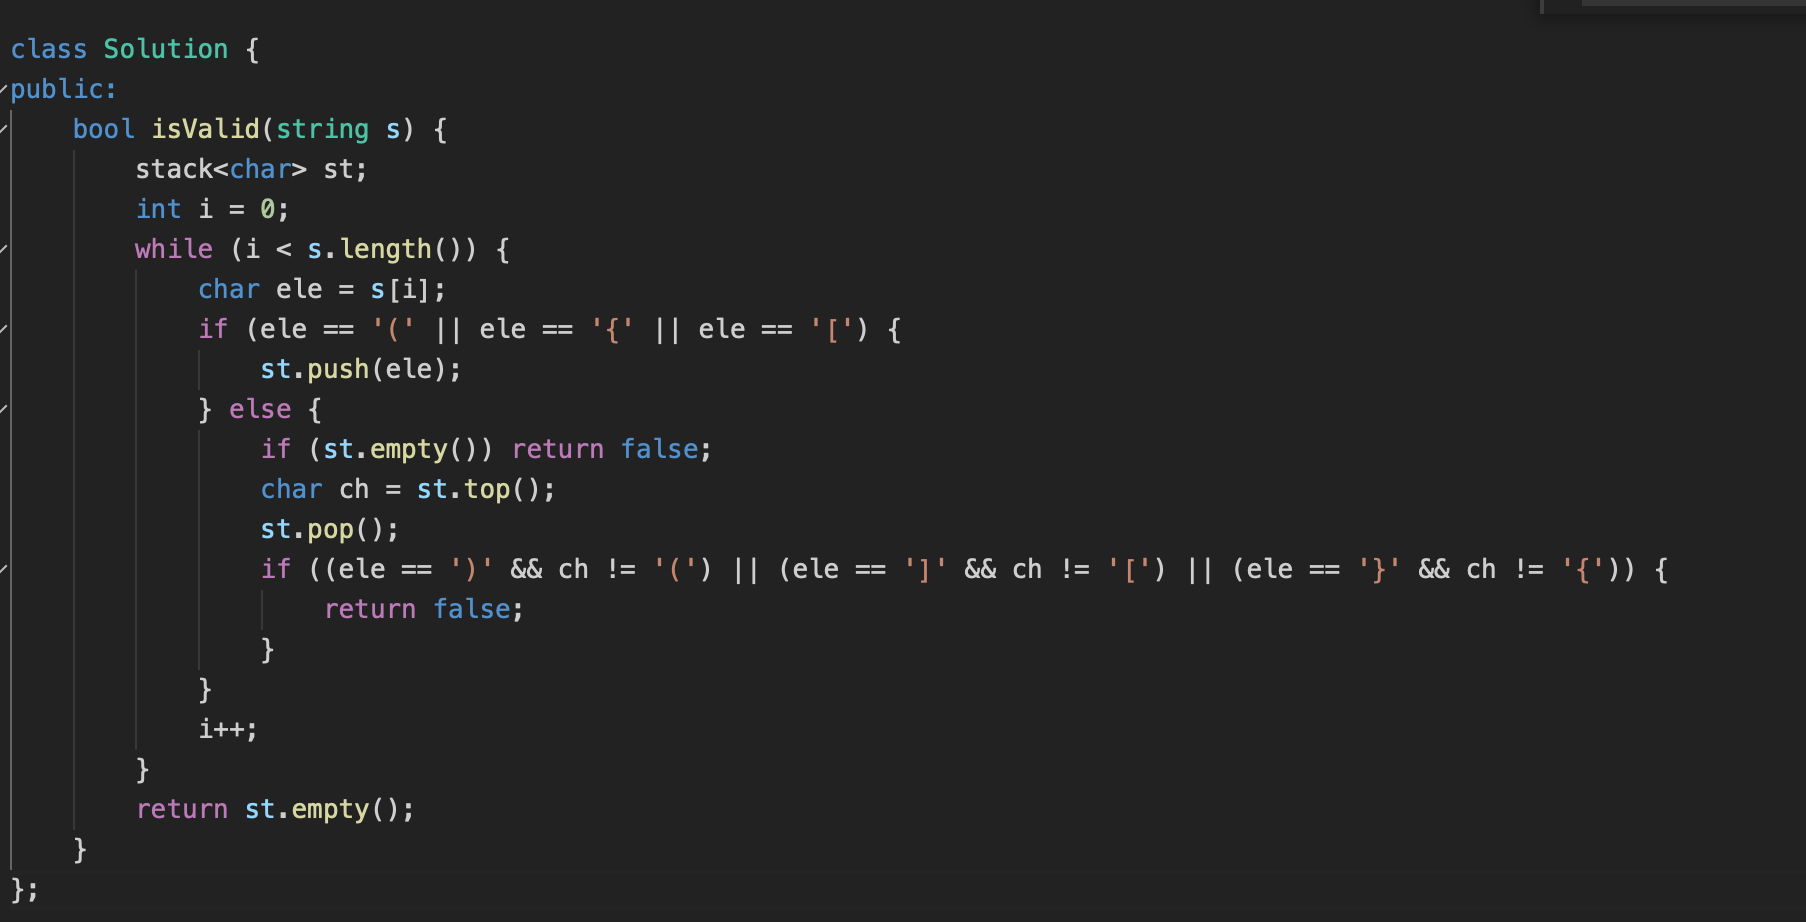 class Solution {
public:
    bool isValid(string s) {
        stack<char> st;
        int i = 0;
        while (i < s.length()) {
            char ele = s[i];
            if (ele == '(' || ele == '{' || ele == '[') {
                st.push(ele);
            } else {
                if (st.empty()) return false;
                char ch = st.top();
                st.pop();
                if ((ele == ')' && ch != '(') || (ele == ']' && ch != '[') || (ele == '}' && ch != '{')) {
                    return false;
                }
            }
            i++;
        }
        return st.empty();
    }
};